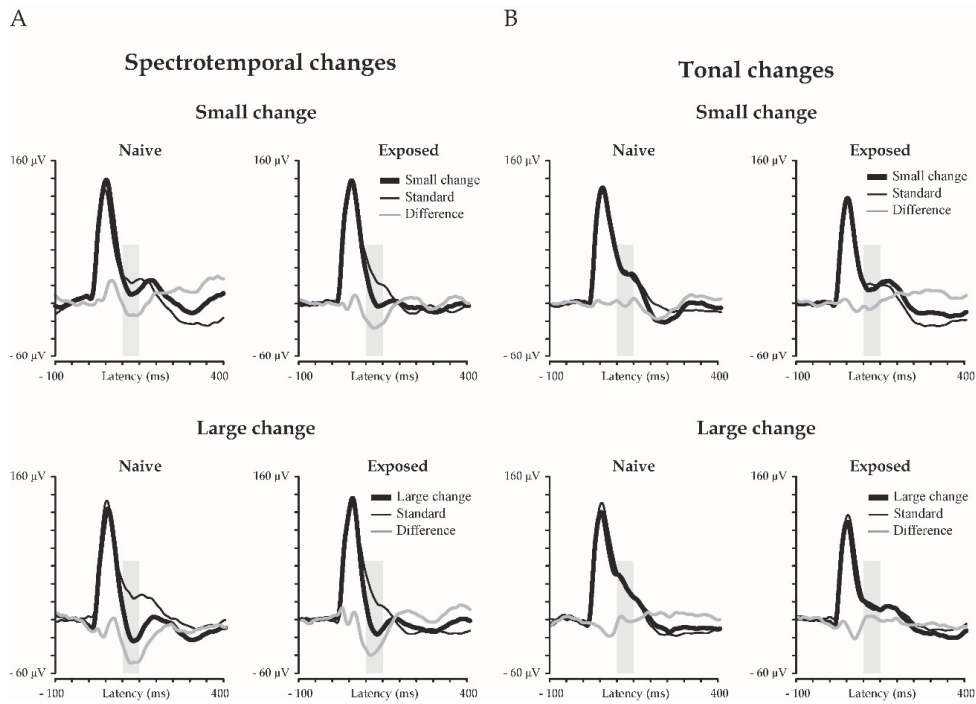 A
B
Spectrotemporal changes
Tonal changes
Small change
Small change
Naive
Exposed
Naive
Exposed
160 µV
160 µV
160 µV
160 µV
Small change
Standard
Difference
Small change
Standard
Difference
- 60 µV
- 60 µV
- 60 µV
- 60 µV
- 100 Latency (ms) 400
- 100 Latency (ms) 400
- 100 Latency (ms) 400
- 100 Latency (ms) 400
Large change
Large change
Naive
Exposed
Naive
Exposed
160 µV
160 µV
160 µV
160 µV
Large change
Standard
Difference
Large change
Standard
Difference
- 60 µV
- 60 µV
- 60 µV
- 60 µV
- 100 Latency (ms) 400
- 100 Latency (ms) 400
- 100 Latency (ms) 400
- 100 Latency (ms) 400